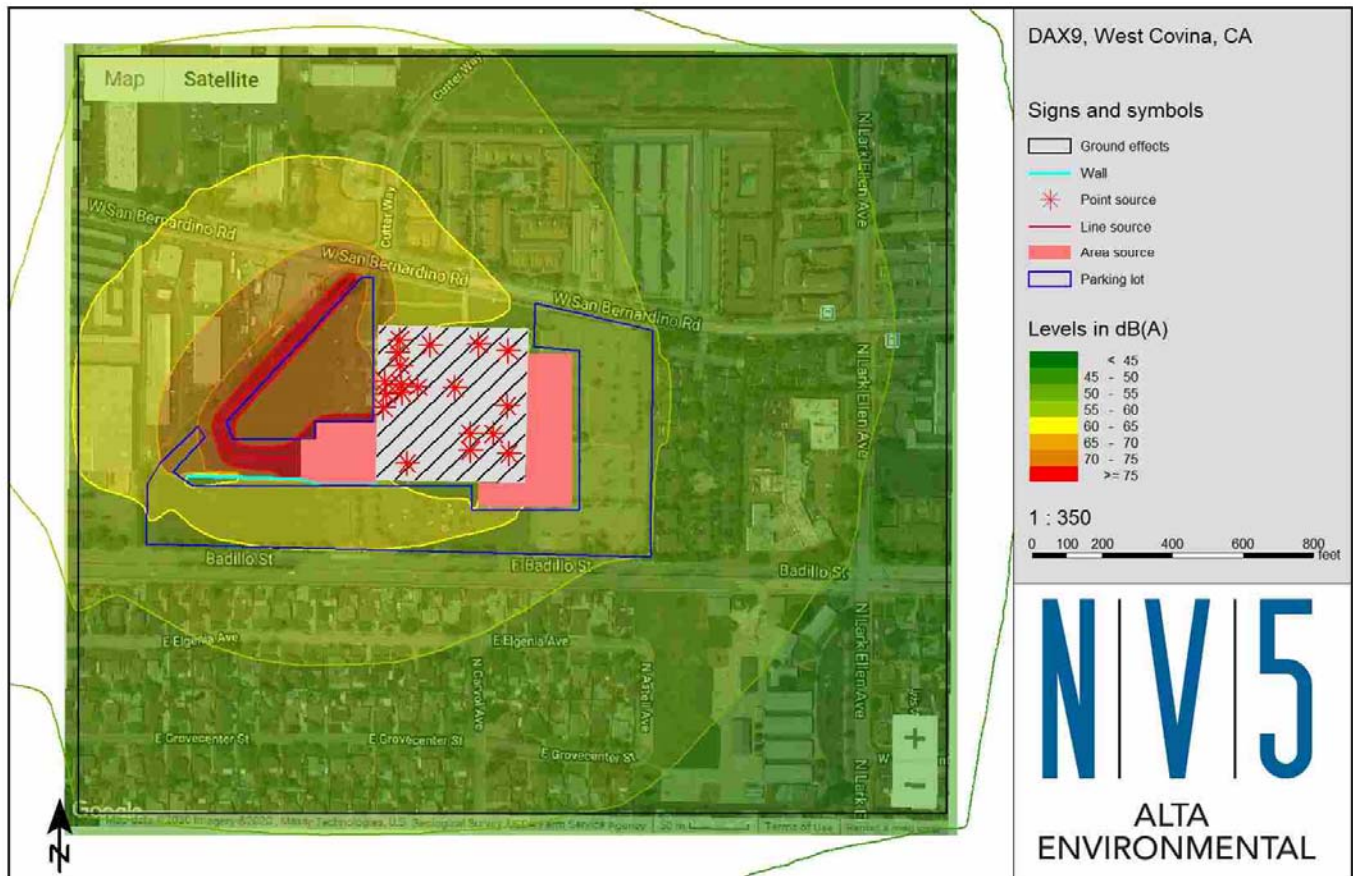 Map Satellite
Cutter Way
N Lark Ellen Ave
W San Bernardino Rd
Cutter Way
W San Bernardino Rd
W San Bernardino Rd
N Lark Ellen Ave
N Lark Ellen Ave
Badillo St
E Badillo St
Badillo St
E Elgenia Ave
E Elgenia Ave
N Lark Ellen Ave
N Astell Ave
E Grovecenter St
E Grovecenter St
E Grovecenter St
+
−
Google
Terms of Use
N
DAX9, West Covina, CA
Signs and symbols
Ground effects
Wall
Point source
Line source
Area source
Parking lot
Levels in dB(A)
< 45
45 - 50
50 - 55
55 - 60
60 - 65
65 - 70
70 - 75
>= 75
1 : 350
0 100 200 400 600 800
feet
N|V|5
ALTA
ENVIRONMENTAL